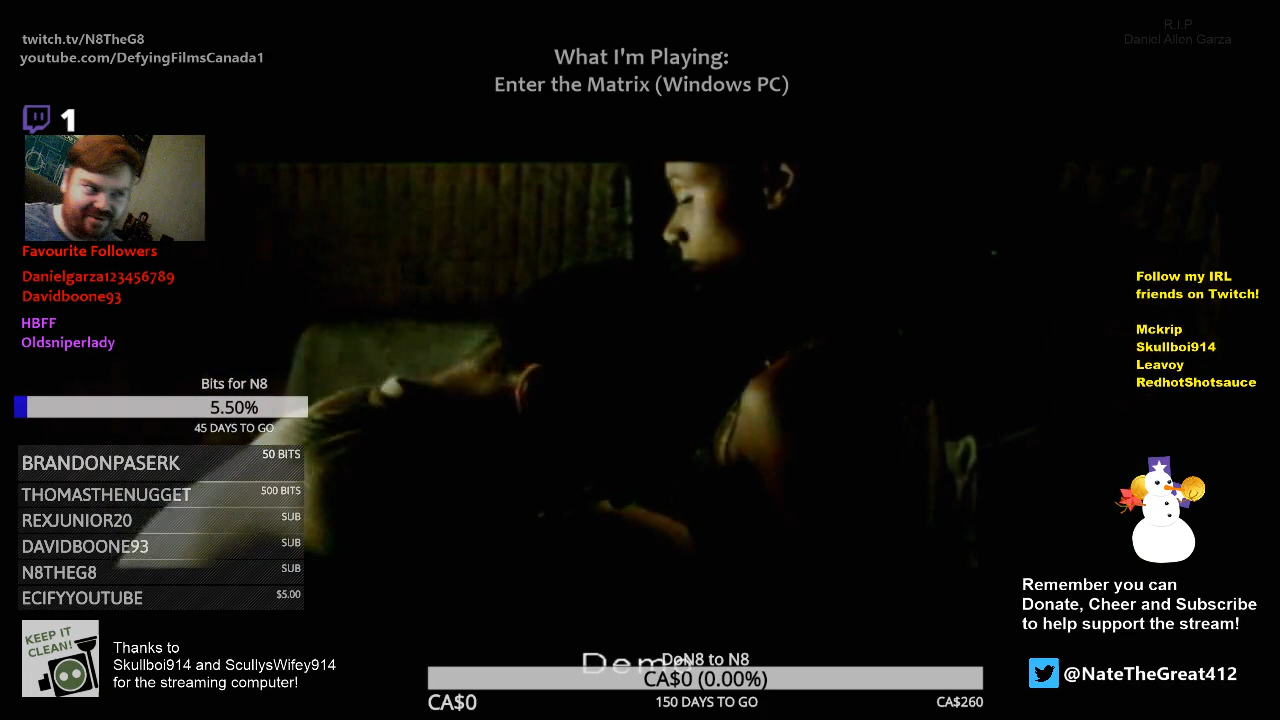 twitch.tv/N8TheG8
youtube.com/DefyingFilmsCanada1
What I'm Playing:
Enter the Matrix (Windows PC)
R.I.P
Daniel Allen Garza
1
Favourite Followers
Danielgarza123456789
Davidboone93
HBFF
Oldsniperlady
Bits for N8
5.50%
45 DAYS TO GO
BRANDONPASERK 50 BITS
THOMASTHENUGGET 500 BITS
REXJUNIOR20 SUB
DAVIDBOONE93 SUB
N8THEG8 SUB
ECIFYYOUTUBE $5.00
KEEP IT
CLEAN!
Thanks to
Skullboi914 and ScullysWifey914
for the streaming computer!
DoN8 to N8
CA$0 (0.00%)
CA$0 150 DAYS TO GO CA$260
Follow my IRL
friends on Twitch!
Mckrip
Skullboi914
Leavoy
RedhotShotsauce
Remember you can
Donate, Cheer and Subscribe
to help support the stream!
@NateTheGreat412